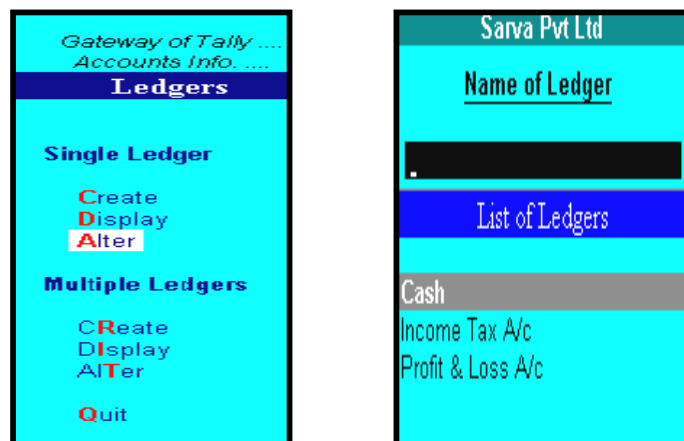 Gateway of Tally ....
Accounts Info. ....
Ledgers
Single Ledger
Create
Display
Alter
Multiple Ledgers
CReate
DIsplay
AlTer
Quit
Sarva Pvt Ltd
Name of Ledger
List of Ledgers
Cash
Income Tax A/c
Profit & Loss A/c